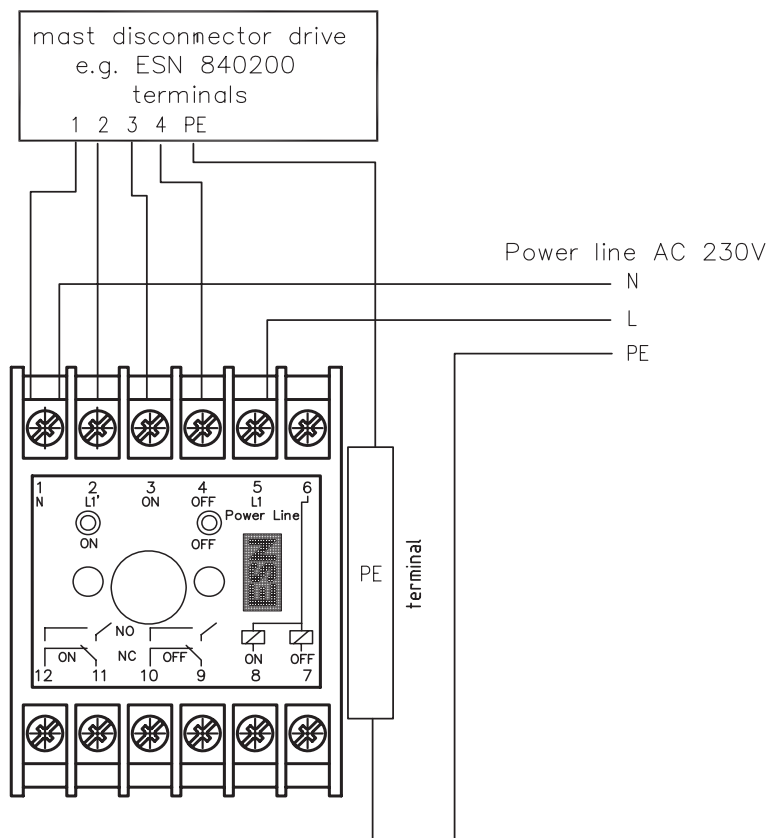 mast disconnector drive
e.g. ESN 840200
terminals
1 2 3 4 PE
Power line AC 230V
N
L
PE
1 2 3 4 5 6
N L1' ON OFF L1
Power Line
ON OFF
ESN
PE
terminal
NO
ON NC OFF ON OFF
12 11 10 9 8 7